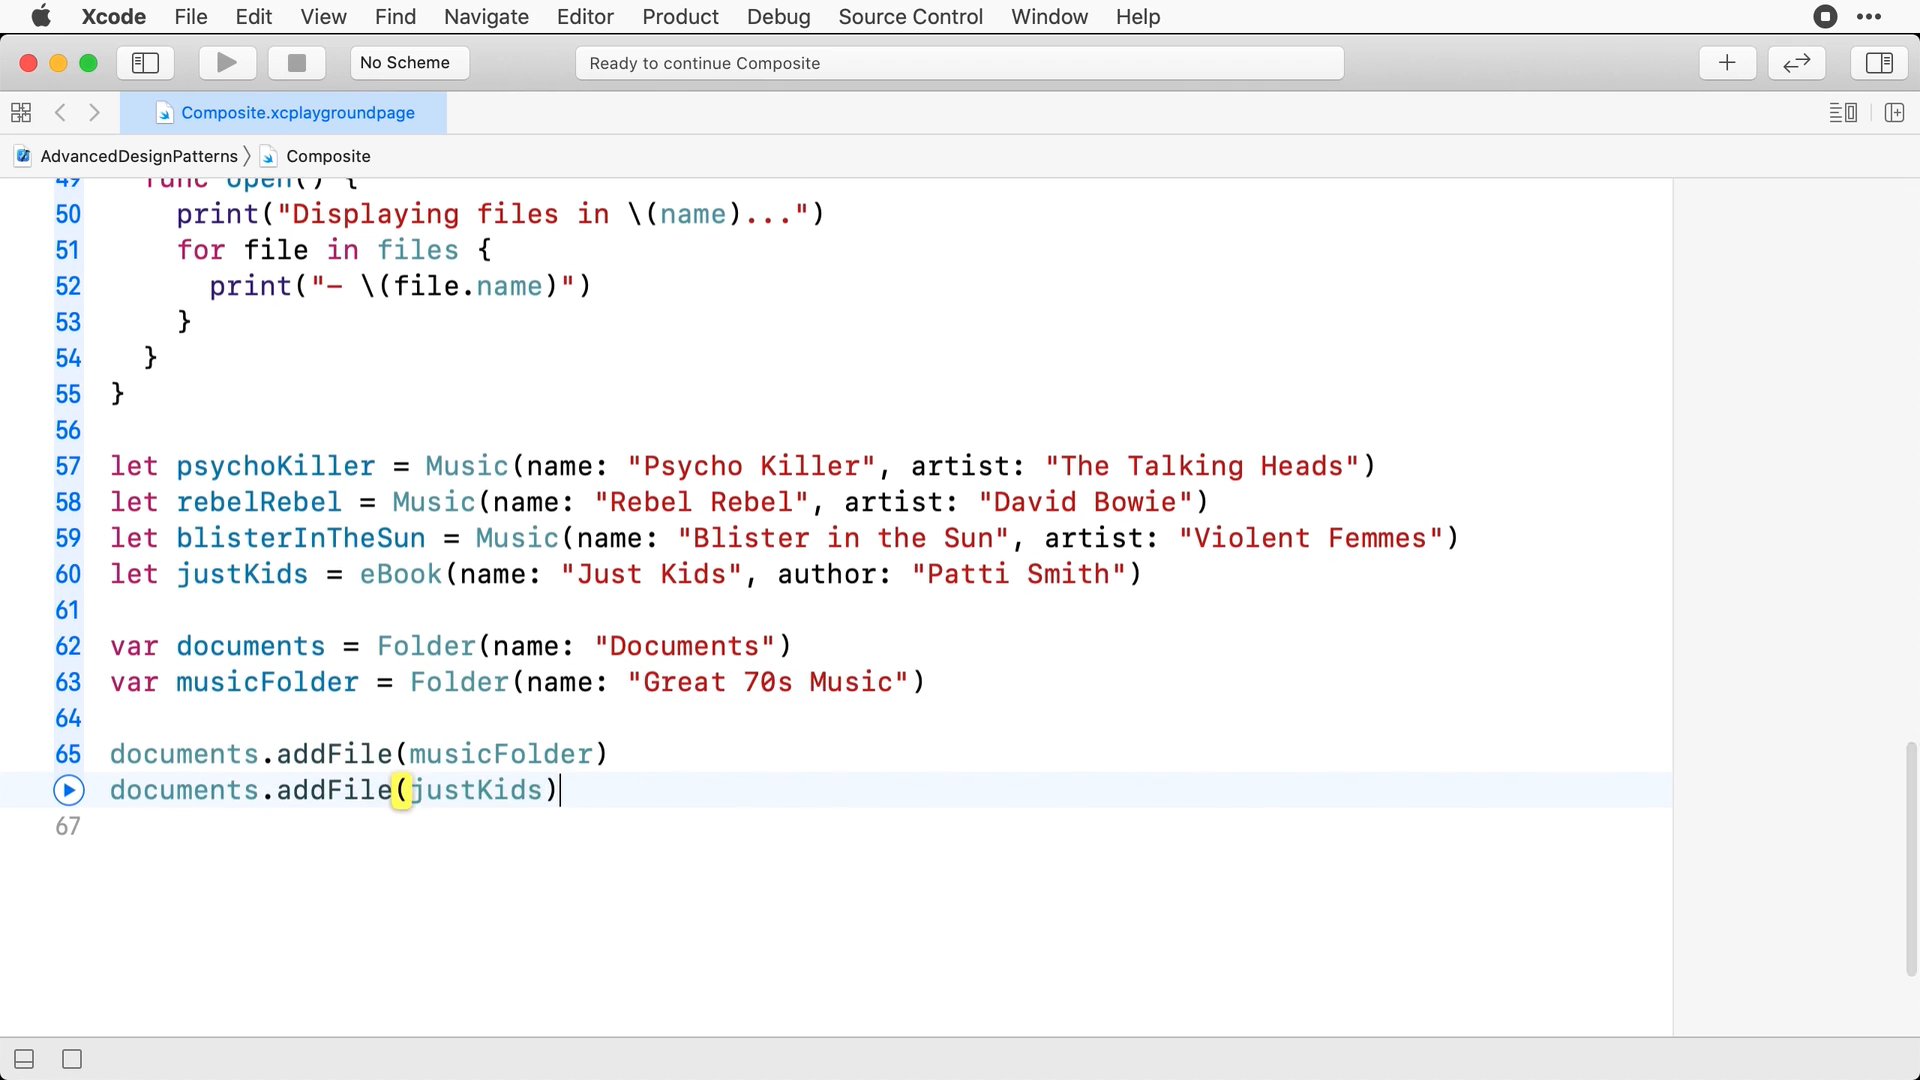 Xcode File Edit View Find Navigate Editor Product Debug Source Control Window Help
No Scheme
Ready to continue Composite
Composite.xcplaygroundpage
AdvancedDesignPatterns Composite
49 func open() {
50 print("Displaying files in \(name)...")
51 for file in files {
52 print("- \(file.name)")
53 }
54 }
55 }
56
57 let psychoKiller = Music(name: "Psycho Killer", artist: "The Talking Heads")
58 let rebelRebel = Music(name: "Rebel Rebel", artist: "David Bowie")
59 let blisterInTheSun = Music(name: "Blister in the Sun", artist: "Violent Femmes")
60 let justKids = eBook(name: "Just Kids", author: "Patti Smith")
61
62 var documents = Folder(name: "Documents")
63 var musicFolder = Folder(name: "Great 70s Music")
64
65 documents.addFile(musicFolder)
documents.addFile(justKids)
67